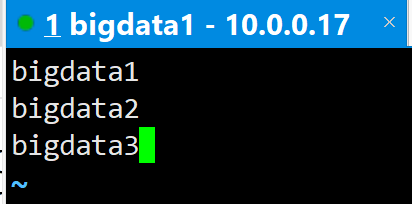 1 bigdata1 - 10.0.0.17 ×
bigdata1
bigdata2
bigdata3
~